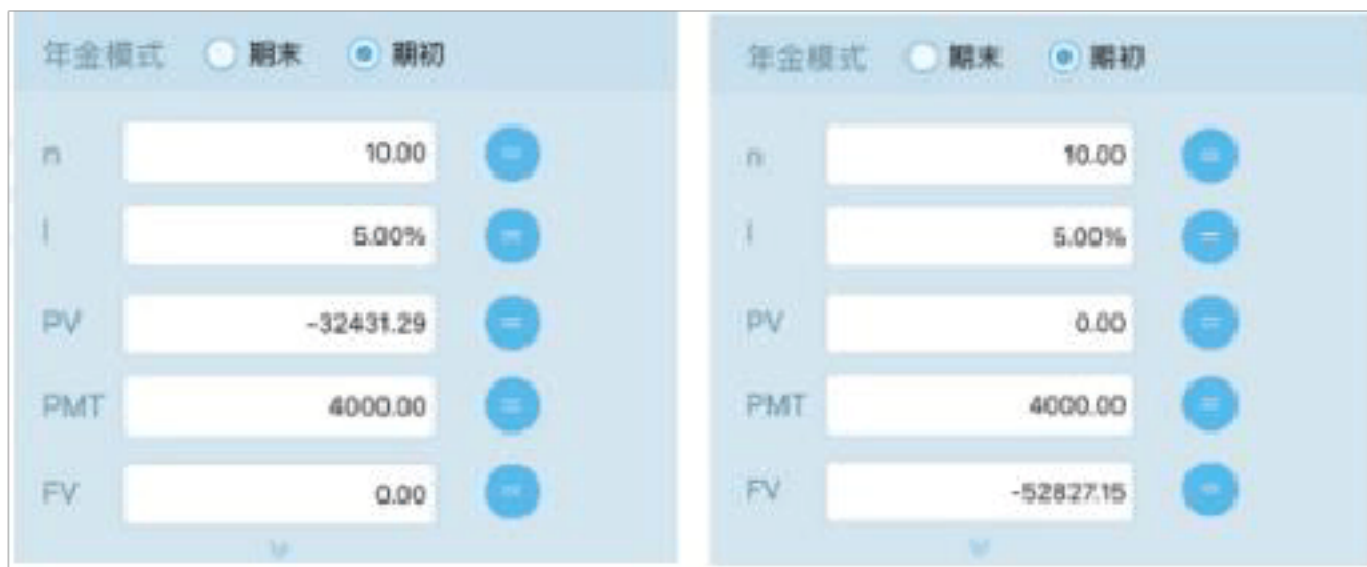 年金模式 期末 期初
n 10.00
i 5.00%
PV -32431.29
PMT 4000.00
FV 0.00
年金模式 期末 期初
n 10.00
i 5.00%
PV 0.00
PMT 4000.00
FV -52827.15